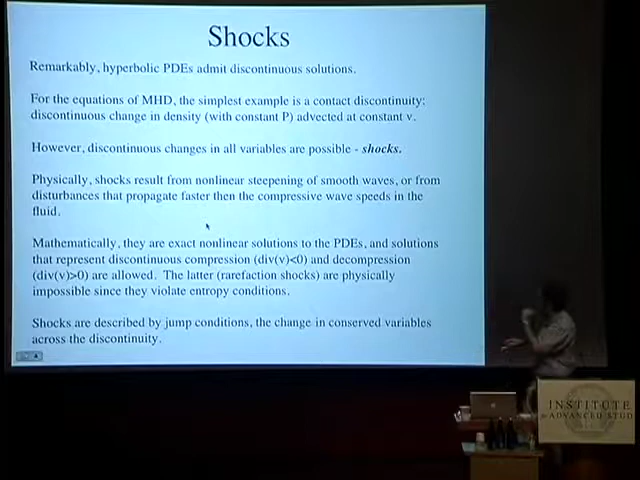 Shocks
Remarkably, hyperbolic PDEs admit discontinuous solutions.
For the equations of MHD, the simplest example is a contact discontinuity:
discontinuous change in density (with constant P) advected at constant v.
However, discontinuous changes in all variables are possible - shocks.
Physically, shocks result from nonlinear steepening of smooth waves, or from
disturbances that propagate faster then the compressive wave speeds in the
fluid.
Mathematically, they are exact nonlinear solutions to the PDEs, and solutions
that represent discontinuous compression (div(v)<0) and decompression
(div(v)>0) are allowed. The latter (rarefaction shocks) are physically
impossible since they violate entropy conditions.
Shocks are described by jump conditions, the change in conserved variables
across the discontinuity.
INSTITUTE
ADVANCED STUD